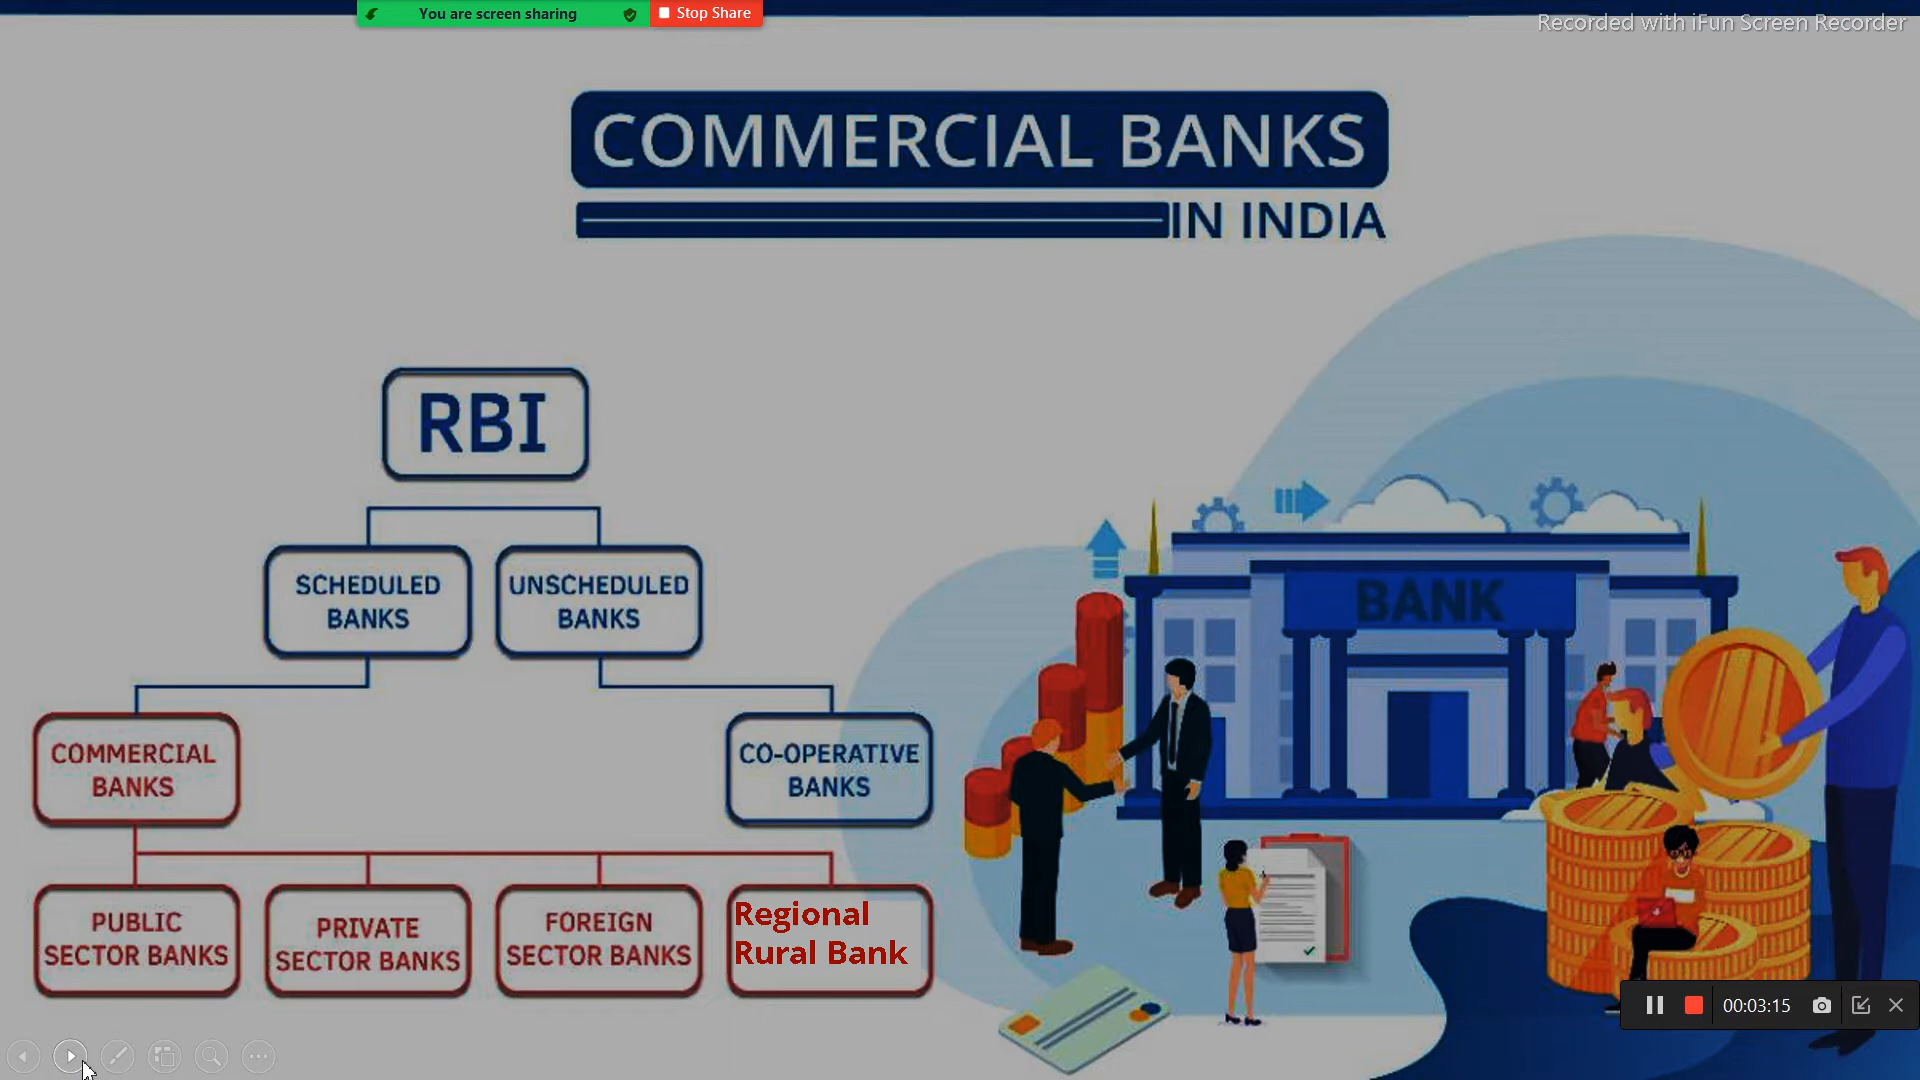 You are screen sharing
Stop Share
Recorded with iFun Screen Recorder
COMMERCIAL BANKS
IN INDIA
RBI
SCHEDULED
BANKS
UNSCHEDULED
BANKS
BANK
COMMERCIAL
BANKS
CO-OPERATIVE
BANKS
PUBLIC
SECTOR BANKS
PRIVATE
SECTOR BANKS
FOREIGN
SECTOR BANKS
Regional
Rural Bank
00:03:15